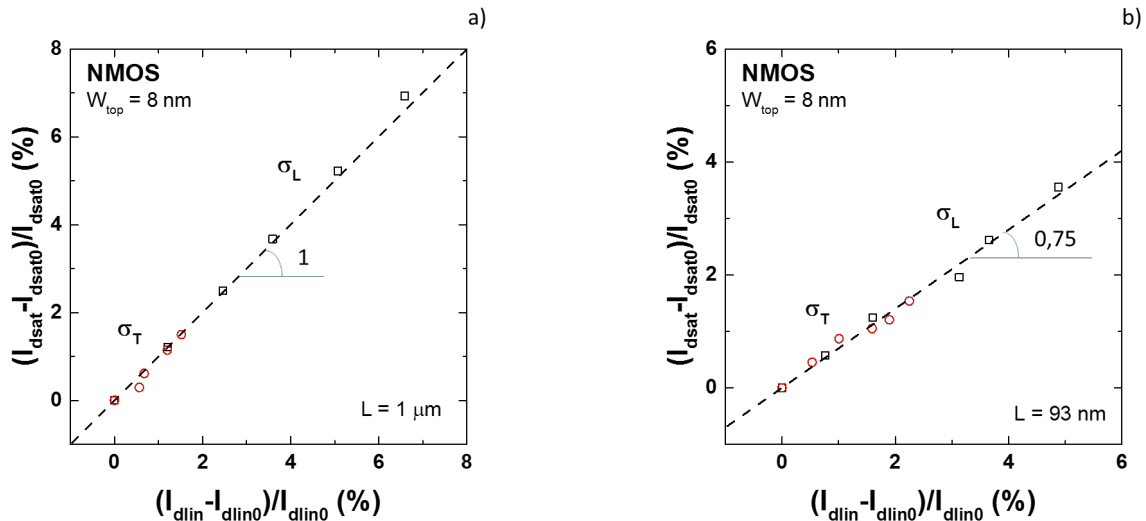 a)
(I_dsat-I_dsat0)/I_dsat0 (%)
8
6
4
2
0
NMOS
W_top = 8 nm
σ_L
1
σ_T
L = 1 μm
0 2 4 6 8
(I_dlin-I_dlin0)/I_dlin0 (%)
b)
(I_dsat-I_dsat0)/I_dsat0 (%)
6
4
2
0
NMOS
W_top = 8 nm
σ_L
0,75
σ_T
L = 93 nm
0 2 4 6
(I_dlin-I_dlin0)/I_dlin0 (%)